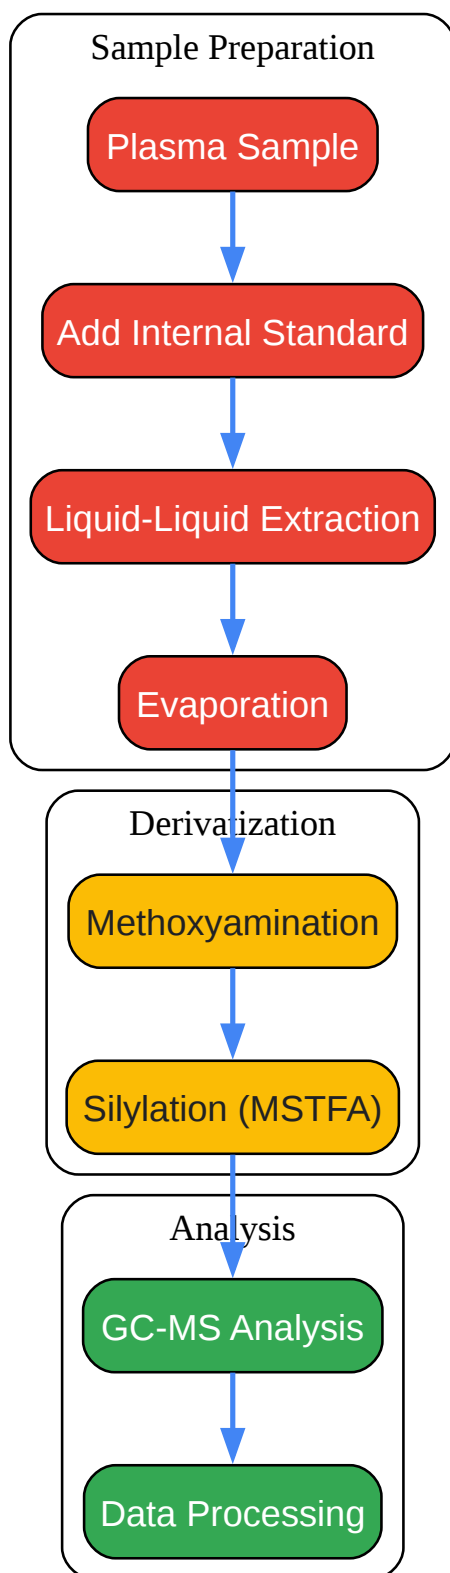 Sample Preparation
Plasma Sample
Add Internal Standard
Liquid-Liquid Extraction
Evaporation
Derivatization
Methoxyamination
Silylation (MSTFA)
Analysis
GC-MS Analysis
Data Processing